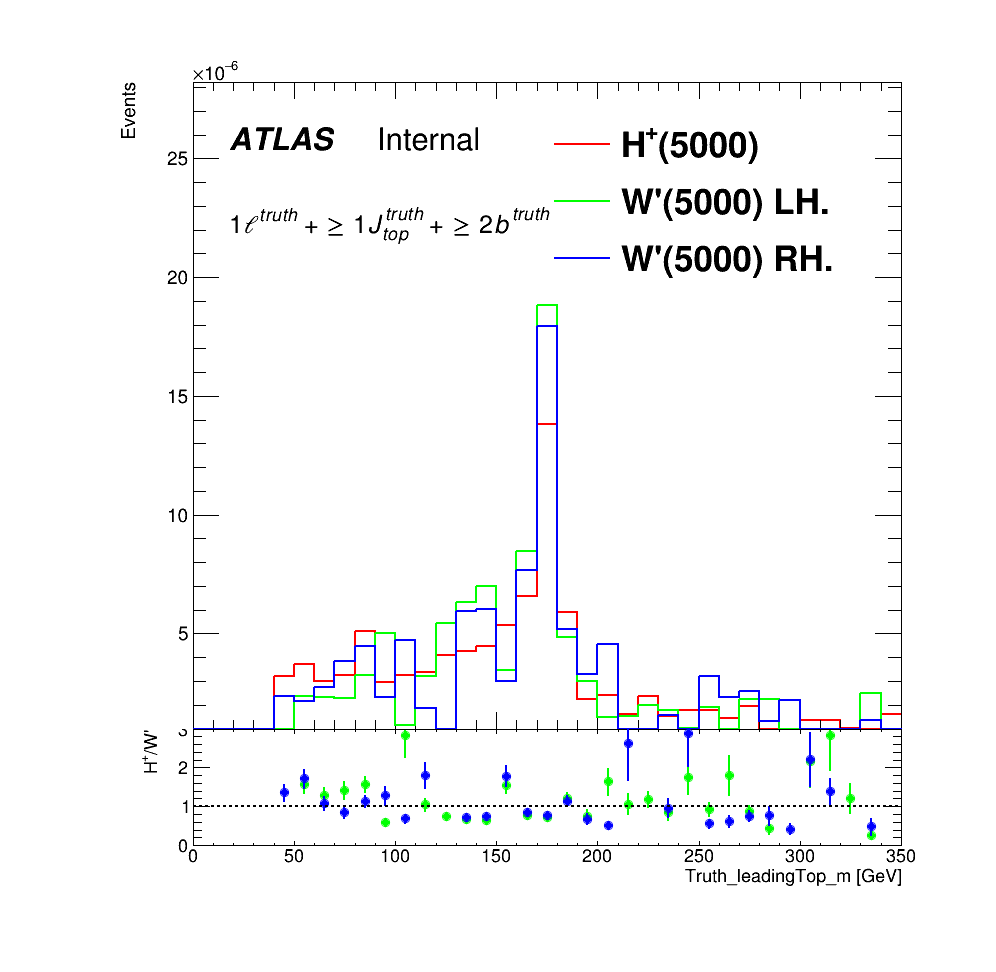 ×10⁻⁶
Events
25
20
15
10
5
ATLAS Internal
1ℓ^truth + ≥ 1J_top^truth + ≥ 2b^truth
H⁺(5000)
W'(5000) LH.
W'(5000) RH.
H⁺/W'
3
2
1
0
0 50 100 150 200 250 300 350
Truth_leadingTop_m [GeV]